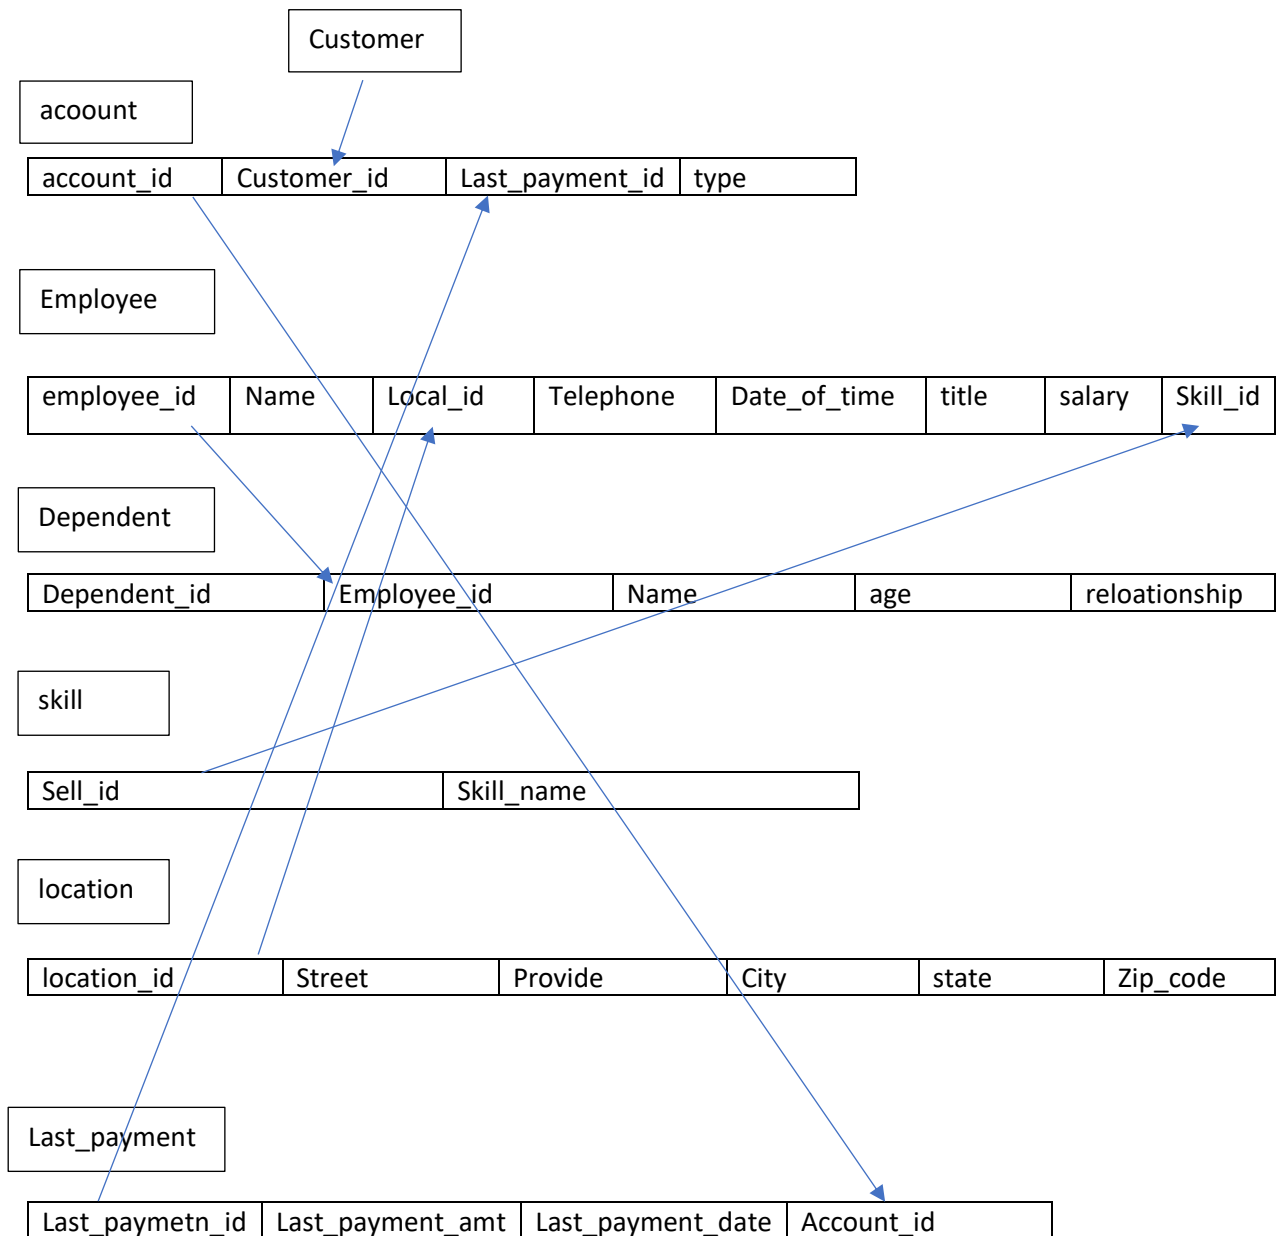 Customer
acoount
account_id Customer_id Last_payment_id type
Employee
employee_id Name Local_id Telephone Date_of_time title salary Skill_id
Dependent
Dependent_id Employee_id Name age reloationship
skill
Sell_id Skill_name
location
location_id Street Provide City state Zip_code
Last_payment
Last_paymetn_id Last_payment_amt Last_payment_date Account_id